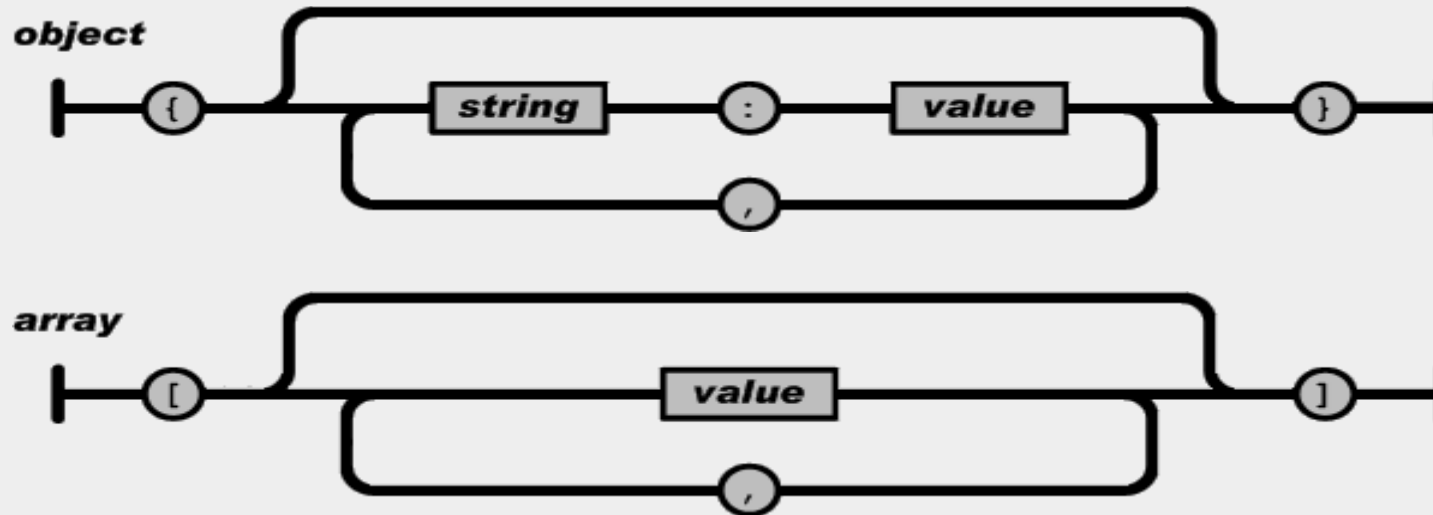 object
{ string : value }
,
array
[ value ]
,